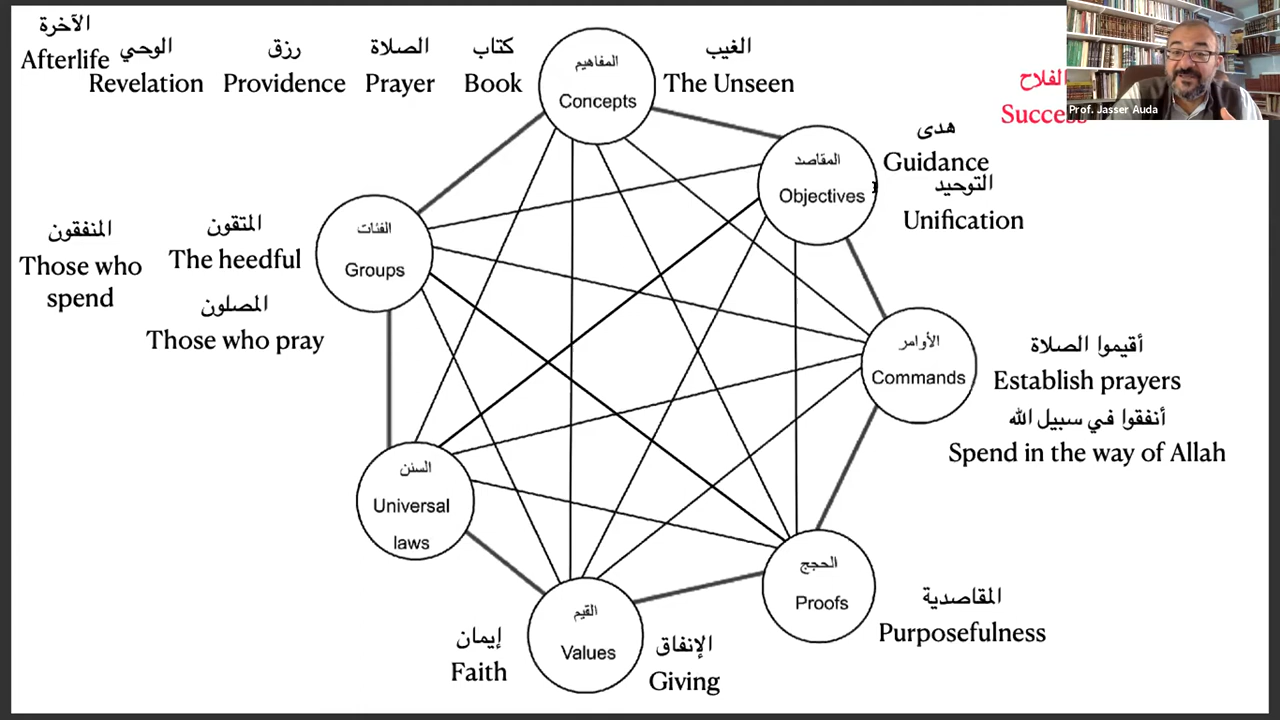 الآخرة
Afterlife
الوحي
Revelation
رزق
Providence
الصلاة
Prayer
كتاب
Book
المفاهيم
Concepts
الغيب
The Unseen
الفلاح
Success
Prof. Jasser Auda
هدى
Guidance
التوحيد
Unification
المقاصد
Objectives
المنفقون
Those who
spend
المتقون
The heedful
المصلون
Those who pray
الفئات
Groups
الأوامر
Commands
أقيموا الصلاة
Establish prayers
أنفقوا في سبيل الله
Spend in the way of Allah
السنن
Universal
laws
الحجج
Proofs
المقاصدية
Purposefulness
القيم
Values
إيمان
Faith
الإنفاق
Giving